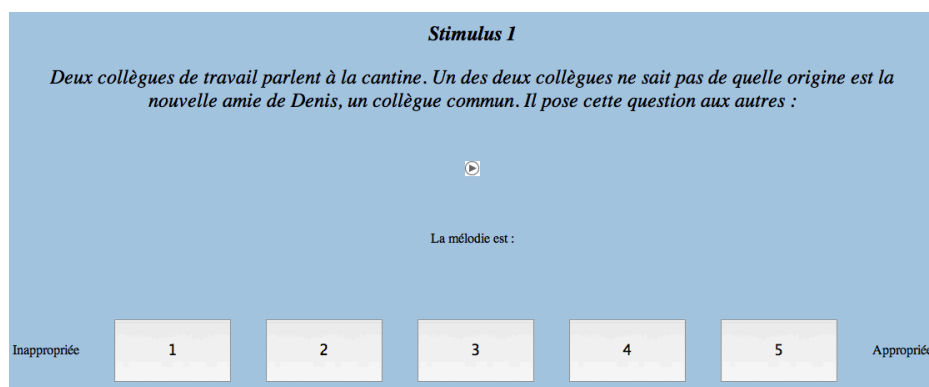 Stimulus 1
Deux collègues de travail parlent à la cantine. Un des deux collègues ne sait pas de quelle origine est la
nouvelle amie de Denis, un collègue commun. Il pose cette question aux autres :
La mélodie est :
Inappropriée 1 2 3 4 5 Appropriée